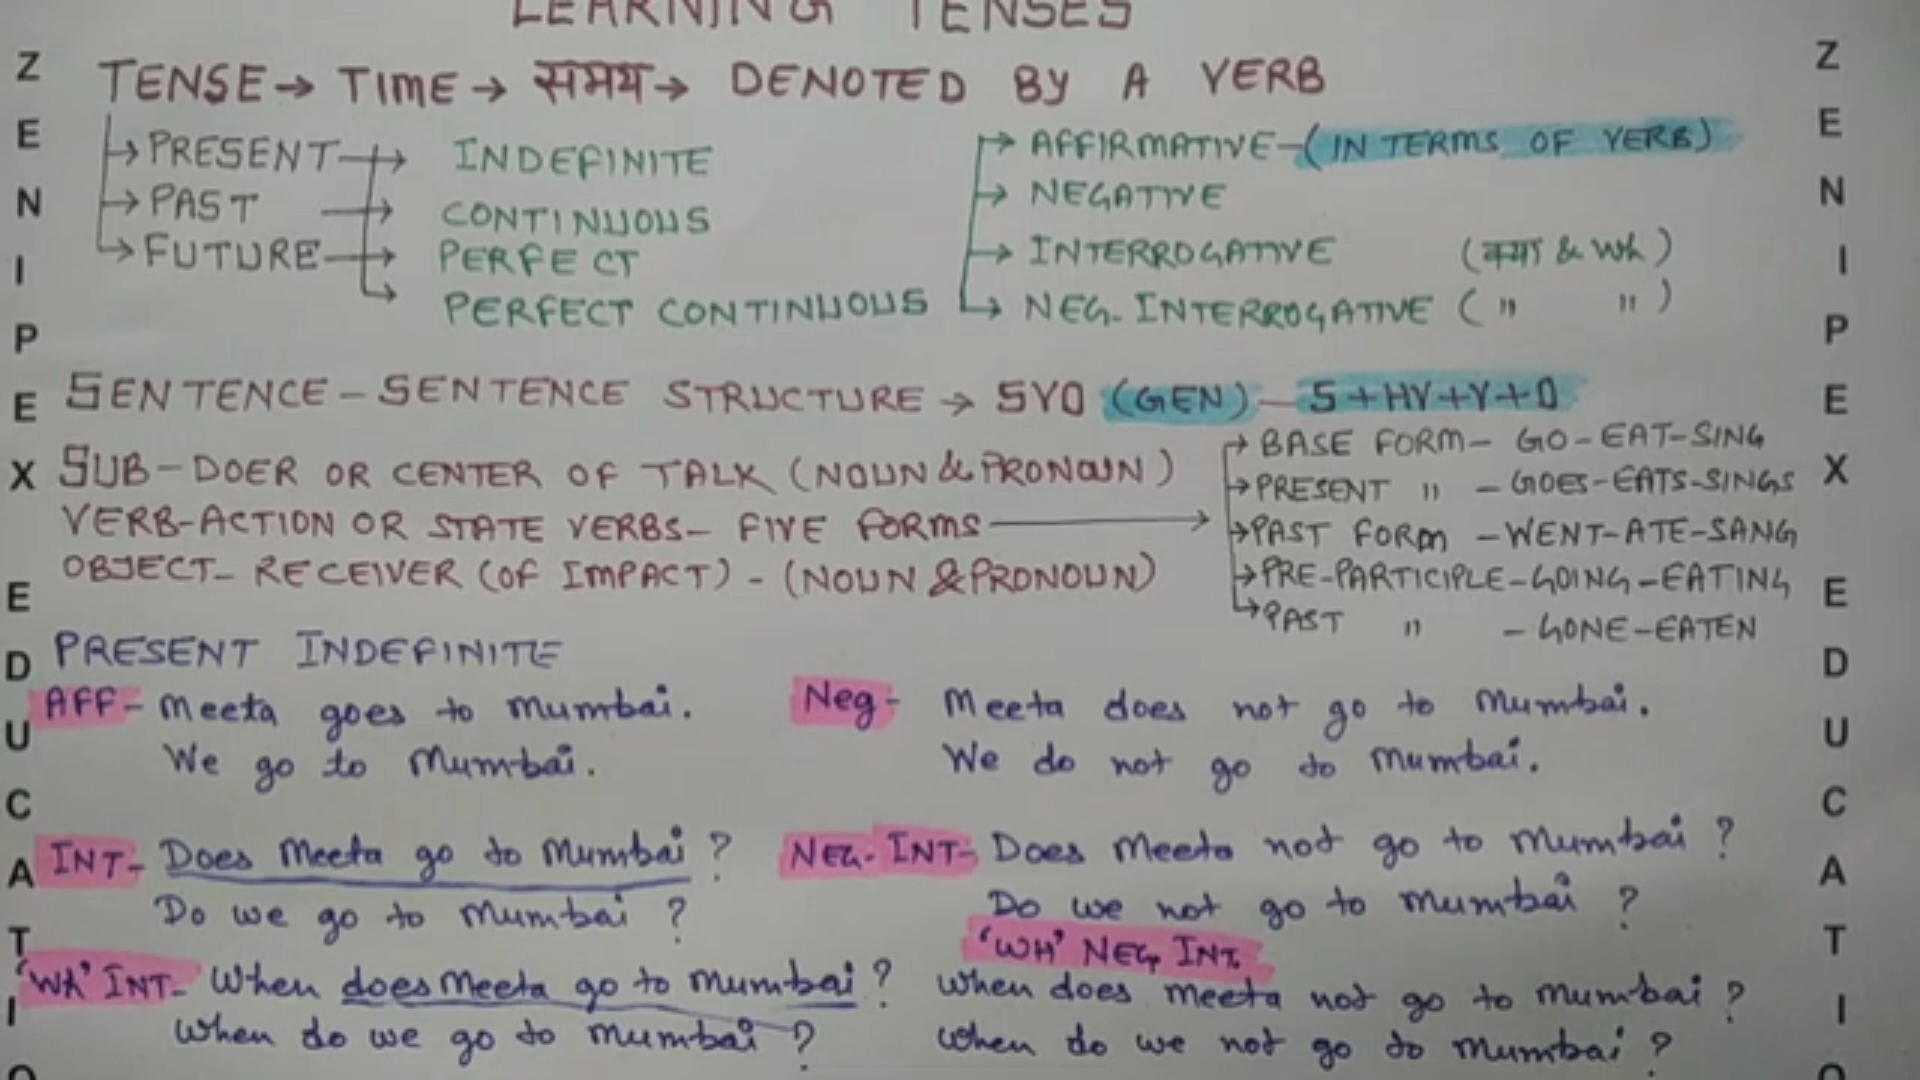 LEARNING TENSES
TENSE → TIME → समय → DENOTED BY A VERB
→ PRESENT → INDEFINITE
→ PAST → CONTINUOUS
→ FUTURE → PERFECT
→ PERFECT CONTINUOUS
→ AFFIRMATIVE - (IN TERMS OF VERB)
→ NEGATIVE
→ INTERROGATIVE (क्या & Wh)
→ NEG. INTERROGATIVE ( " " )
SENTENCE - SENTENCE STRUCTURE → SVO (GEN) - S+HV+V+O
SUB - DOER OR CENTER OF TALK (NOUN & PRONOUN)
VERB-ACTION OR STATE VERBS - FIVE FORMS →
OBJECT - RECEIVER (OF IMPACT) - (NOUN & PRONOUN)
→ BASE FORM - GO-EAT-SING
→ PRESENT " - GOES-EATS-SINGS
→ PAST FORM - WENT-ATE-SANG
→ PRE-PARTICIPLE-GOING-EATING
→ PAST " - GONE-EATEN
PRESENT INDEFINITE
AFF - Meeta goes to Mumbai.
We go to Mumbai.
Neg - Meeta does not go to Mumbai.
We do not go to Mumbai.
INT - Does Meeta go to Mumbai ?
Do we go to Mumbai ?
NEG. INT - Does Meeta not go to Mumbai ?
Do we not go to Mumbai ?
'Wh' INT - When does Meeta go to Mumbai ?
When do we go to Mumbai ?
'WH' NEG. INT.
When does Meeta not go to Mumbai ?
When do we not go to Mumbai ?
ZENIPEX EDUCATIO
ZENIPEX EDUCATIO